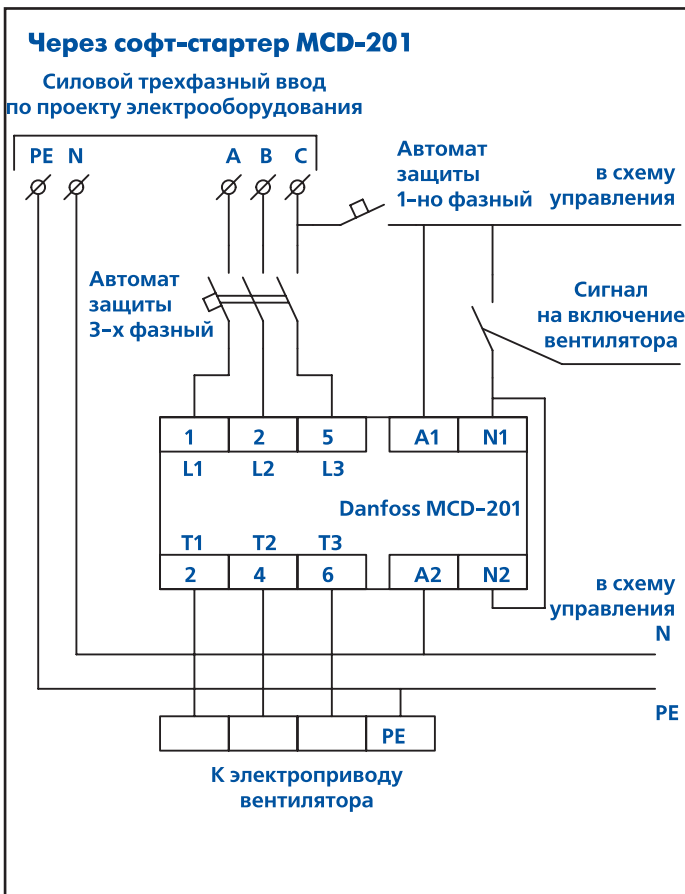 Через софт-стартер MCD-201
Силовой трехфазный ввод
по проекту электрооборудования
PE N A B C
Автомат
защиты
1-но фазный
в схему
управления
Автомат
защиты
3-х фазный
Сигнал
на включение
вентилятора
1 2 5 A1 N1
L1 L2 L3
Danfoss MCD-201
T1 T2 T3
2 4 6 A2 N2
в схему
управления
N
PE
PE
К электроприводу
вентилятора